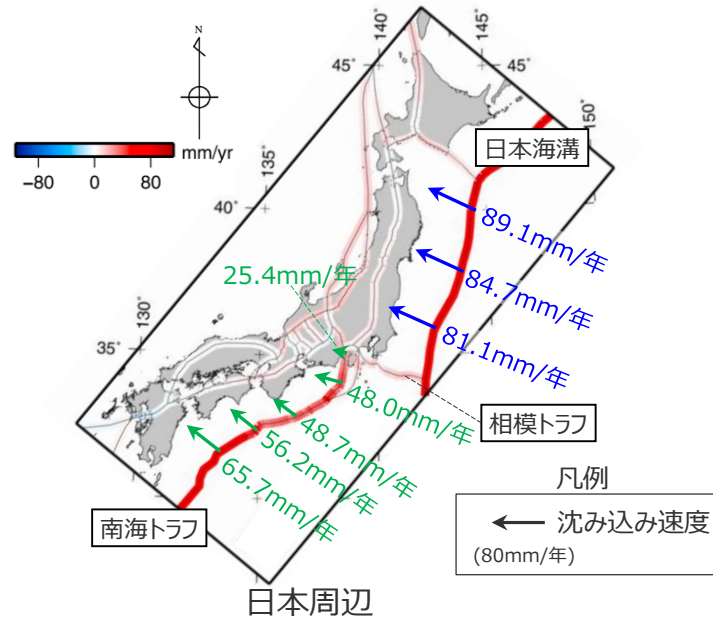 140°
145°
45°
150°
日本海溝
mm/yr
−80 0 80
135°
40°
89.1mm/年
84.7mm/年
25.4mm/年
81.1mm/年
130°
35°
48.0mm/年
相模トラフ
48.7mm/年
56.2mm/年
65.7mm/年
南海トラフ
凡例
沈み込み速度
(80mm/年)
日本周辺